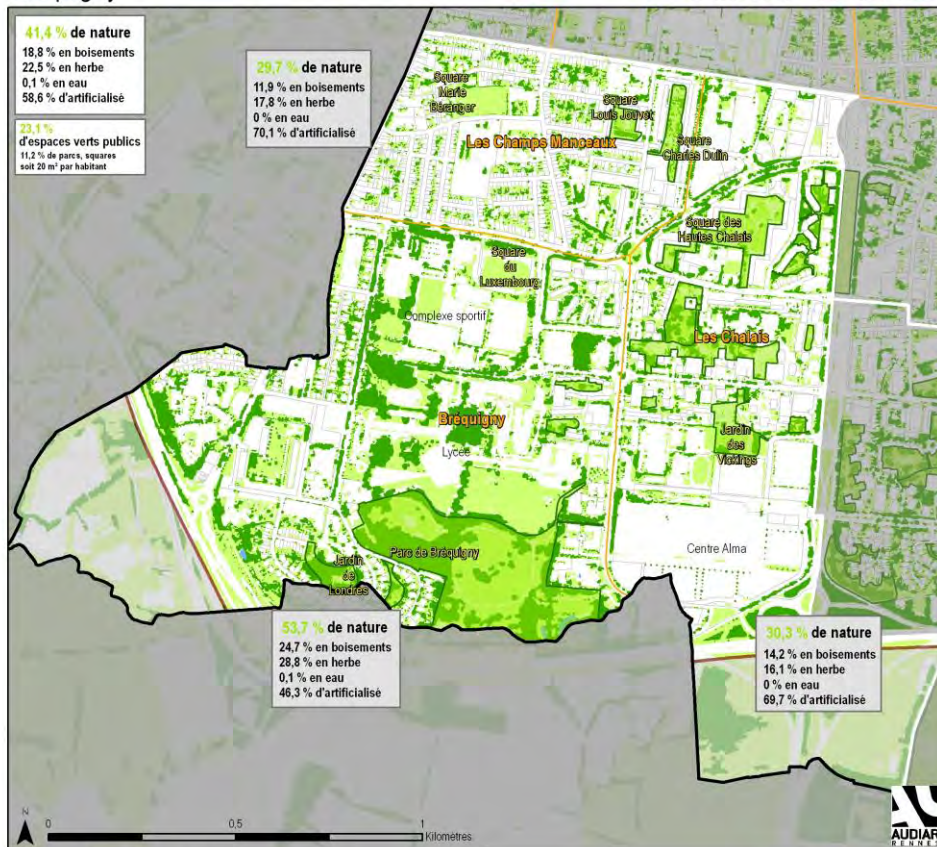 41,4 % de nature
18,8 % en boisements
22,5 % en herbe
0,1 % en eau
58,6 % d'artificialisé
23,1 %
d'espaces verts publics
11,2 % de parcs, squares
soit 20 m² par habitant
29,7 % de nature
11,9 % en boisements
17,8 % en herbe
0 % en eau
70,1 % d'artificialisé
Square
Marie
Béranger
Square
Louis Jouvet
Les Champs Manceaux
Square
Charles Dulin
Square des
Hautes Chalais
Square
du
Luxembourg
Complexe sportif
Les Chalais
Bréquigny
Lycée
Jardin
des
Parc de Bréquigny
Centre Alma
Jardin
de
Londres
53,7 % de nature
24,7 % en boisements
28,8 % en herbe
0,1 % en eau
46,3 % d'artificialisé
30,3 % de nature
14,2 % en boisements
16,1 % en herbe
0 % en eau
69,7 % d'artificialisé
N
0
0,5
1
Kilomètres
AUDIAR
RENNES